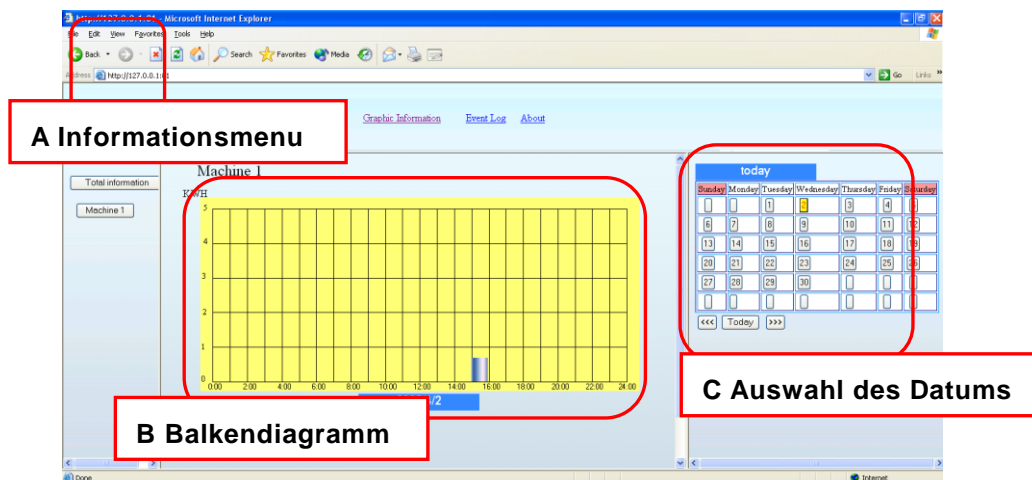 Microsoft Internet Explorer
Edit View Favorites Tools Help
Back Search Favorites Media
http://127.0.0.1:81 Go Links
A Informationsmenu
Graphic Information Event Log About
Total information
Machine 1
Machine 1
KWH
5
4
3
2
1
0
0:00 2:00 4:00 6:00 8:00 10:00 12:00 14:00 16:00 18:00 20:00 22:00 24:00
/2
B Balkendiagramm
today
Sunday Monday Tuesday Wednesday Thursday Friday Saturday
1 2 3 4
6 7 8 9 10 11 12
13 14 15 16 17 18 19
20 21 22 23 24 25 26
27 28 29 30
<<< Today >>>
C Auswahl des Datums
Done Internet